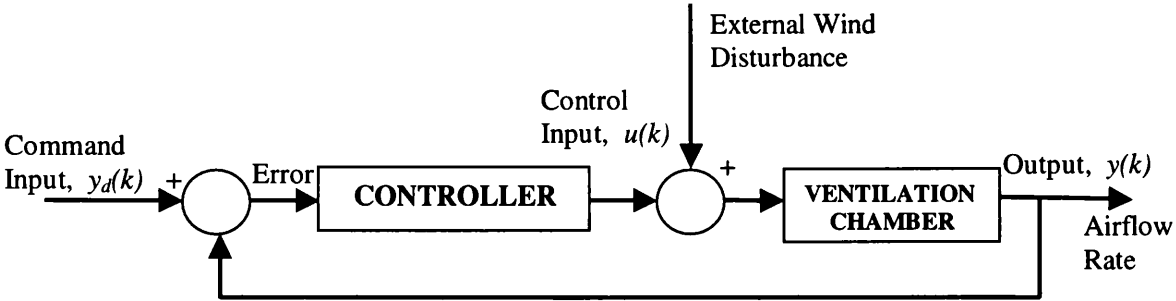 External Wind
Disturbance
Control
Input, u(k)
Command
Input, y_d(k)
+
Error
CONTROLLER
+
VENTILATION
CHAMBER
Output, y(k)
Airflow
Rate